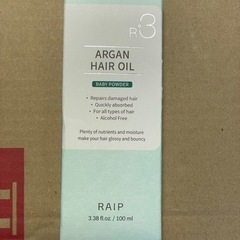 R3
ARGAN
HAIR OIL
BABY POWDER
• Repairs damaged hair
• Quickly absorbed
• For all types of hair
• Alcohol Free
Plenty of nutrients and moisture
make your hair glossy and bouncy
RAIP
3.38 fl.oz / 100 ml